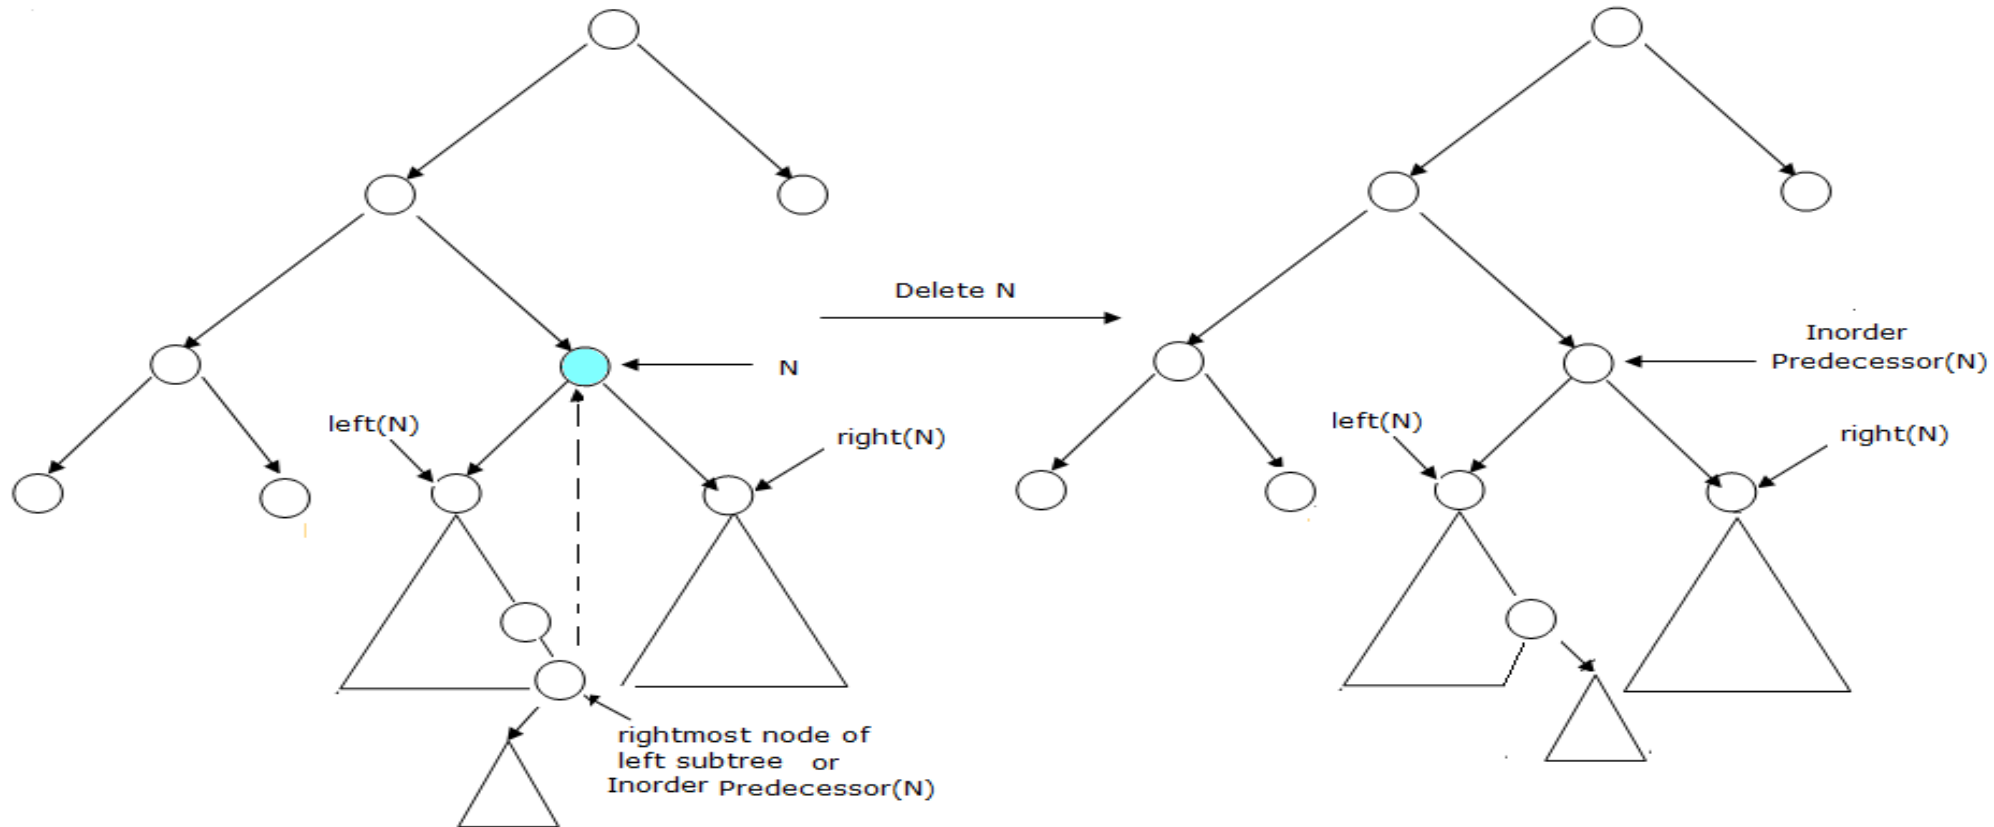 Delete N
N
left(N)
right(N)
rightmost node of
left subtree or
Inorder Predecessor(N)
Inorder
Predecessor(N)
left(N)
right(N)